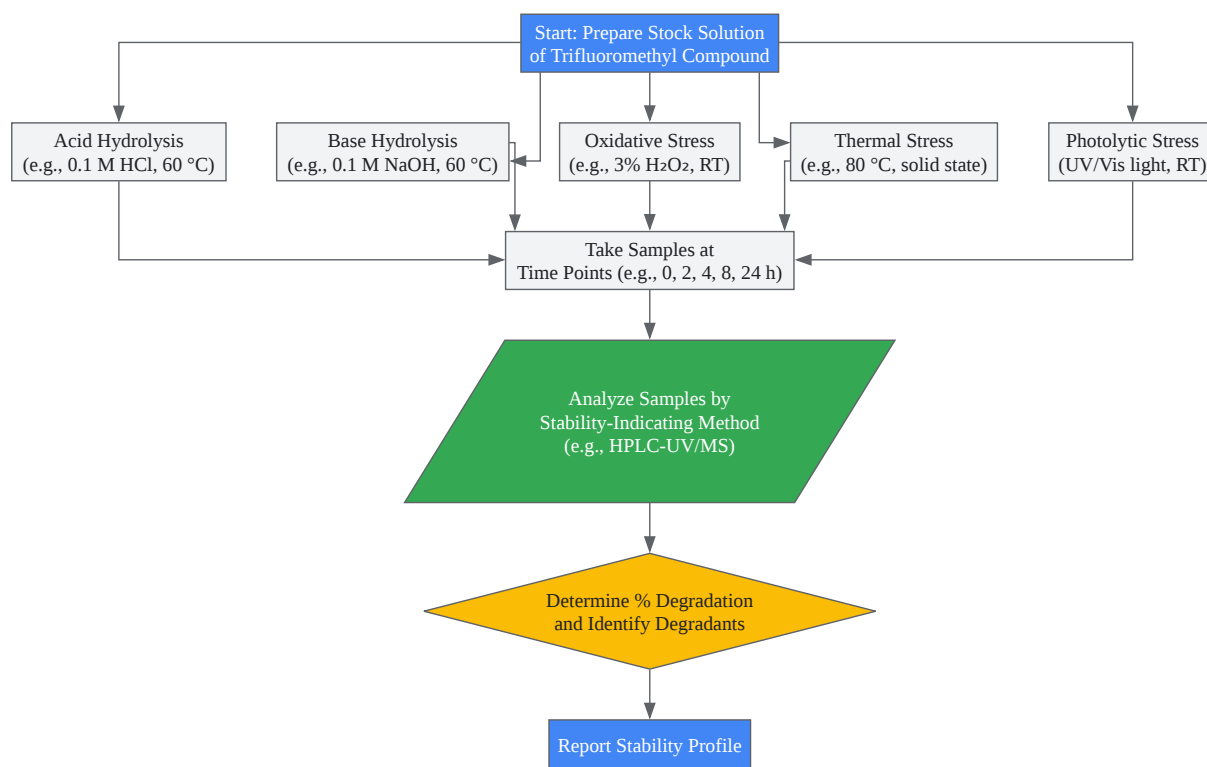 Start: Prepare Stock Solution
of Trifluoromethyl Compound
Acid Hydrolysis
(e.g., 0.1 M HCl, 60 °C)
Base Hydrolysis
(e.g., 0.1 M NaOH, 60 °C)
Oxidative Stress
(e.g., 3% H₂O₂, RT)
Thermal Stress
(e.g., 80 °C, solid state)
Photolytic Stress
(UV/Vis light, RT)
Take Samples at
Time Points (e.g., 0, 2, 4, 8, 24 h)
Analyze Samples by
Stability-Indicating Method
(e.g., HPLC-UV/MS)
Determine % Degradation
and Identify Degradants
Report Stability Profile